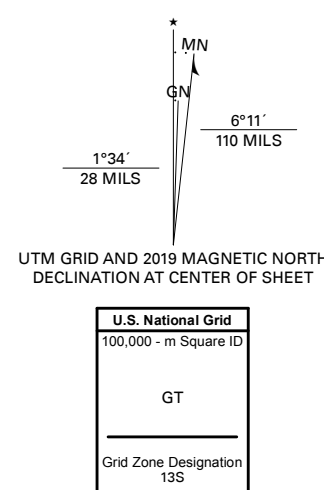 ★
MN
GN
6°11´
110 MILS
1°34´
28 MILS
UTM GRID AND 2019 MAGNETIC NORTH
DECLINATION AT CENTER OF SHEET
U.S. National Grid
100,000 - m Square ID
GT
Grid Zone Designation
13S